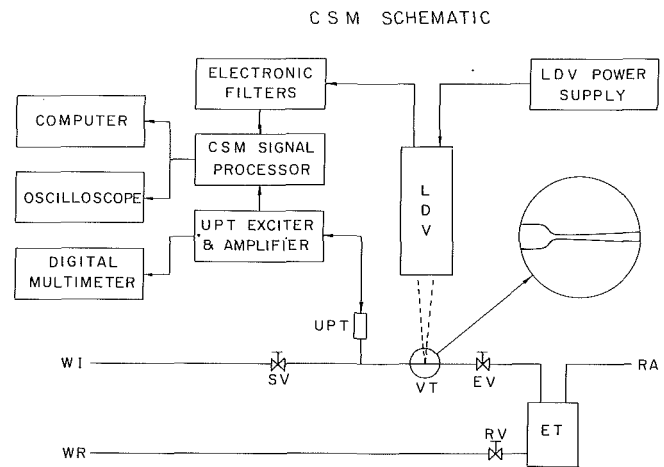 CSM SCHEMATIC
ELECTRONIC
FILTERS
LDV POWER
SUPPLY
COMPUTER
CSM SIGNAL
PROCESSOR
L
D
V
OSCILLOSCOPE
UPT EXCITER
& AMPLIFIER
DIGITAL
MULTIMETER
UPT
WI
SV
VT
EV
RA
ET
RV
WR